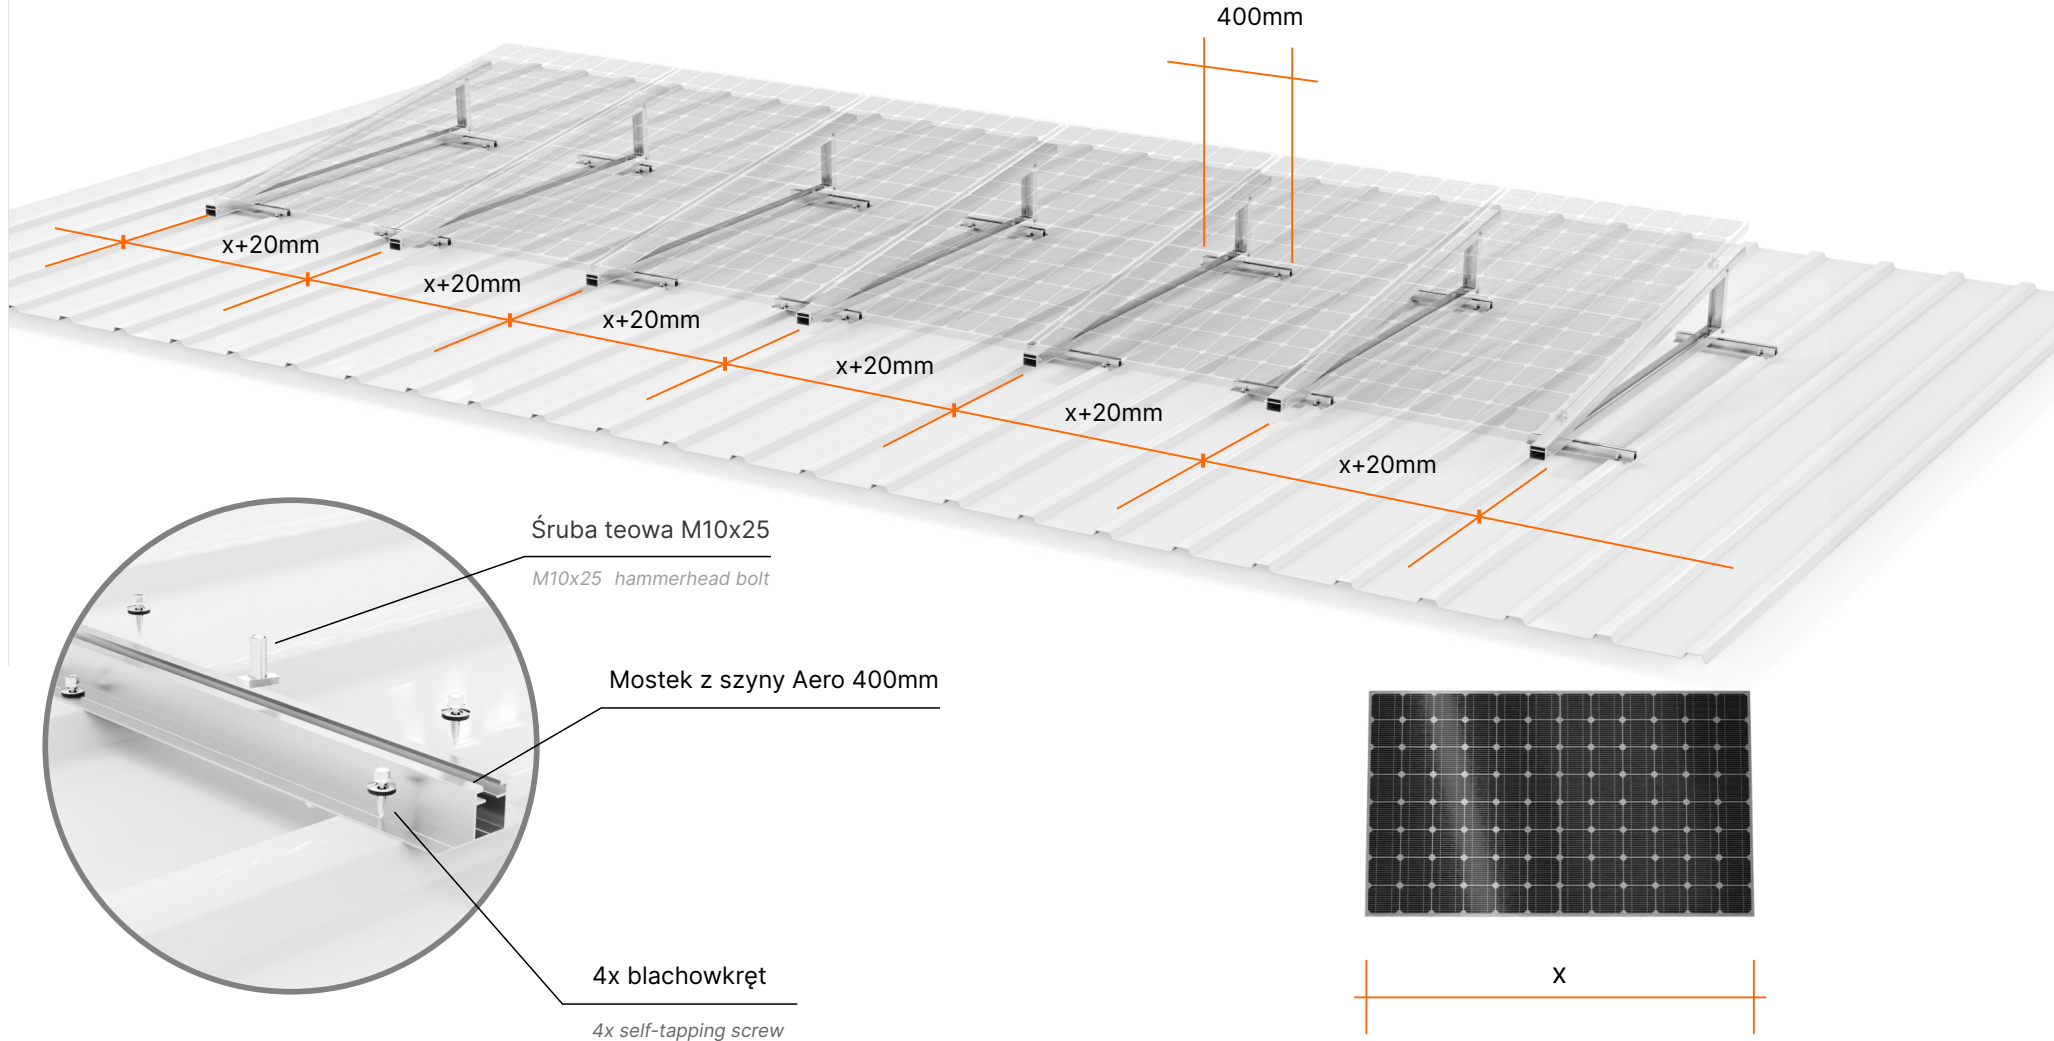 400mm
x+20mm
x+20mm
x+20mm
x+20mm
x+20mm
x+20mm
Śruba teowa M10x25
M10x25 hammerhead bolt
Mostek z szyny Aero 400mm
4x blachowkręt
4x self-tapping screw
x